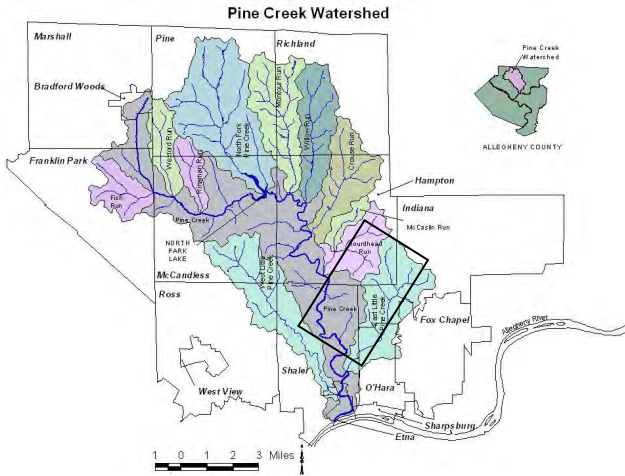 Pine Creek Watershed
Marshall
Pine
Richland
Bradford Woods
Pine Creek
Watershed
ALLEGHENY COUNTY
Montour Run
Willow Run
Crouse Run
North Fork
Pine Creek
Wexford Run
Rinaman Run
Franklin Park
Fish Run
Pine Creek
Hampton
Indiana
McCaslin Run
Gourdhead
Run
NORTH
PARK
LAKE
McCandless
West Little
Pine Creek
Ross
Pine Creek
East Little
Pine Creek
Fox Chapel
Allegheny River
West View
Shaler
O'Hara
Sharpsburg
Etna
1 0 1 2 3 Miles